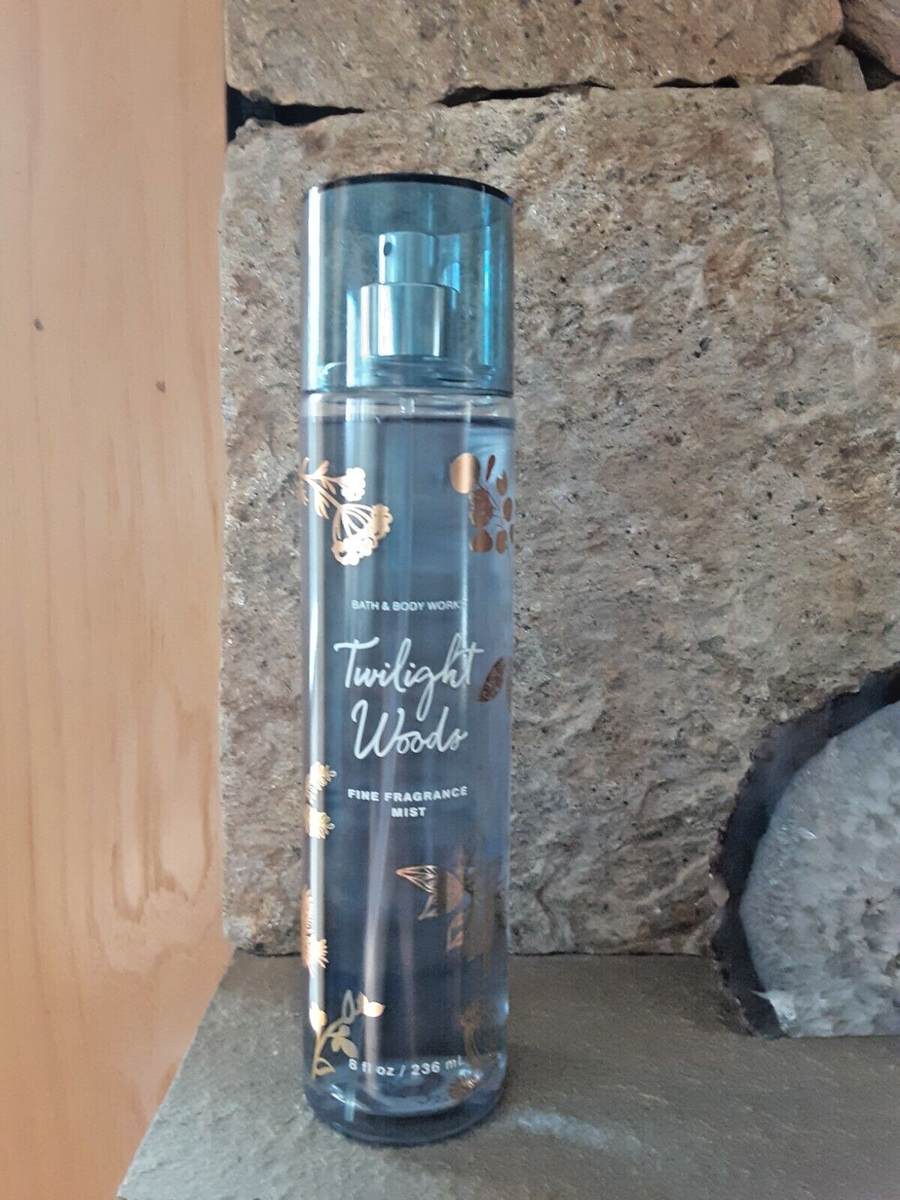 BATH & BODY WORKS
Twilight
Woods
FINE FRAGRANCE
MIST
8 fl oz / 236 mL